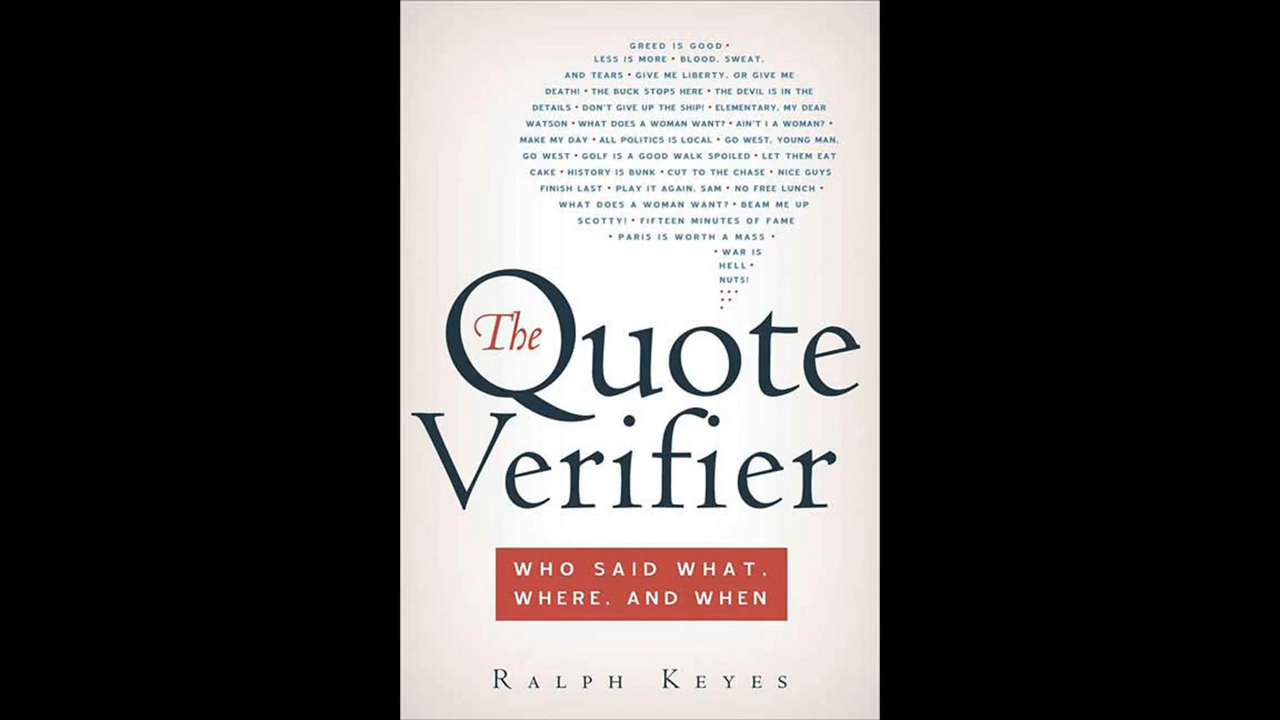 GREED IS GOOD •
LESS IS MORE • BLOOD, SWEAT,
AND TEARS • GIVE ME LIBERTY, OR GIVE ME
DEATH! • THE BUCK STOPS HERE • THE DEVIL IS IN THE
DETAILS • DON'T GIVE UP THE SHIP! • ELEMENTARY, MY DEAR
WATSON • WHAT DOES A WOMAN WANT? • AIN'T I A WOMAN? •
MAKE MY DAY • ALL POLITICS IS LOCAL • GO WEST, YOUNG MAN,
GO WEST • GOLF IS A GOOD WALK SPOILED • LET THEM EAT
CAKE • HISTORY IS BUNK • CUT TO THE CHASE • NICE GUYS
FINISH LAST • PLAY IT AGAIN, SAM • NO FREE LUNCH •
WHAT DOES A WOMAN WANT? • BEAM ME UP
SCOTTY! • FIFTEEN MINUTES OF FAME
• PARIS IS WORTH A MASS •
• WAR IS
HELL •
NUTS!
The Quote
Verifier
WHO SAID WHAT,
WHERE, AND WHEN
RALPH KEYES